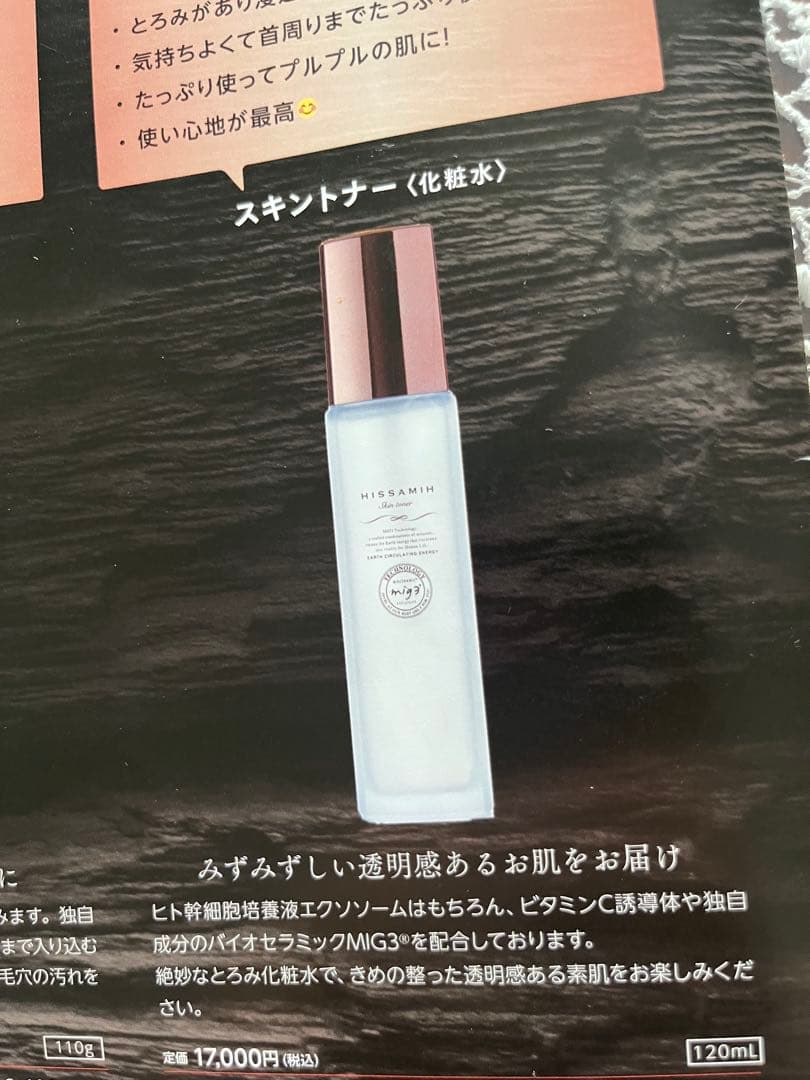 ・とろみがあり浸
・気持ちよくて首周りまでたっぷり
・たっぷり使ってプルプルの肌に!
・使い心地が最高😊
スキントナー〈化粧水〉
HISSAMIH
Skin toner
EARTH CIRCULATING ENERGY
TECHNOLOGY
mig3
に
みます。独自
まで入り込む
毛穴の汚れを
110g
みずみずしい透明感あるお肌をお届け
ヒト幹細胞培養液エクソソームはもちろん、ビタミンC誘導体や独自
成分のバイオセラミックMIG3®を配合しております。
絶妙なとろみ化粧水で、きめの整った透明感ある素肌をお楽しみくだ
さい。
定価 17,000円(税込)
120mL